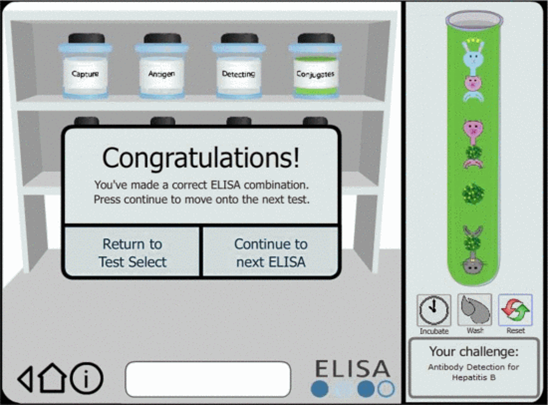 Capture
Antigen
Detecting
Conjugates
Congratulations!
You've made a correct ELISA combination.
Press continue to move onto the next test.
Return to
Test Select
Continue to
next ELISA
Incubate
Wash
Reset
Your challenge:
Antibody Detection for
Hepatitis B
i
ELISA